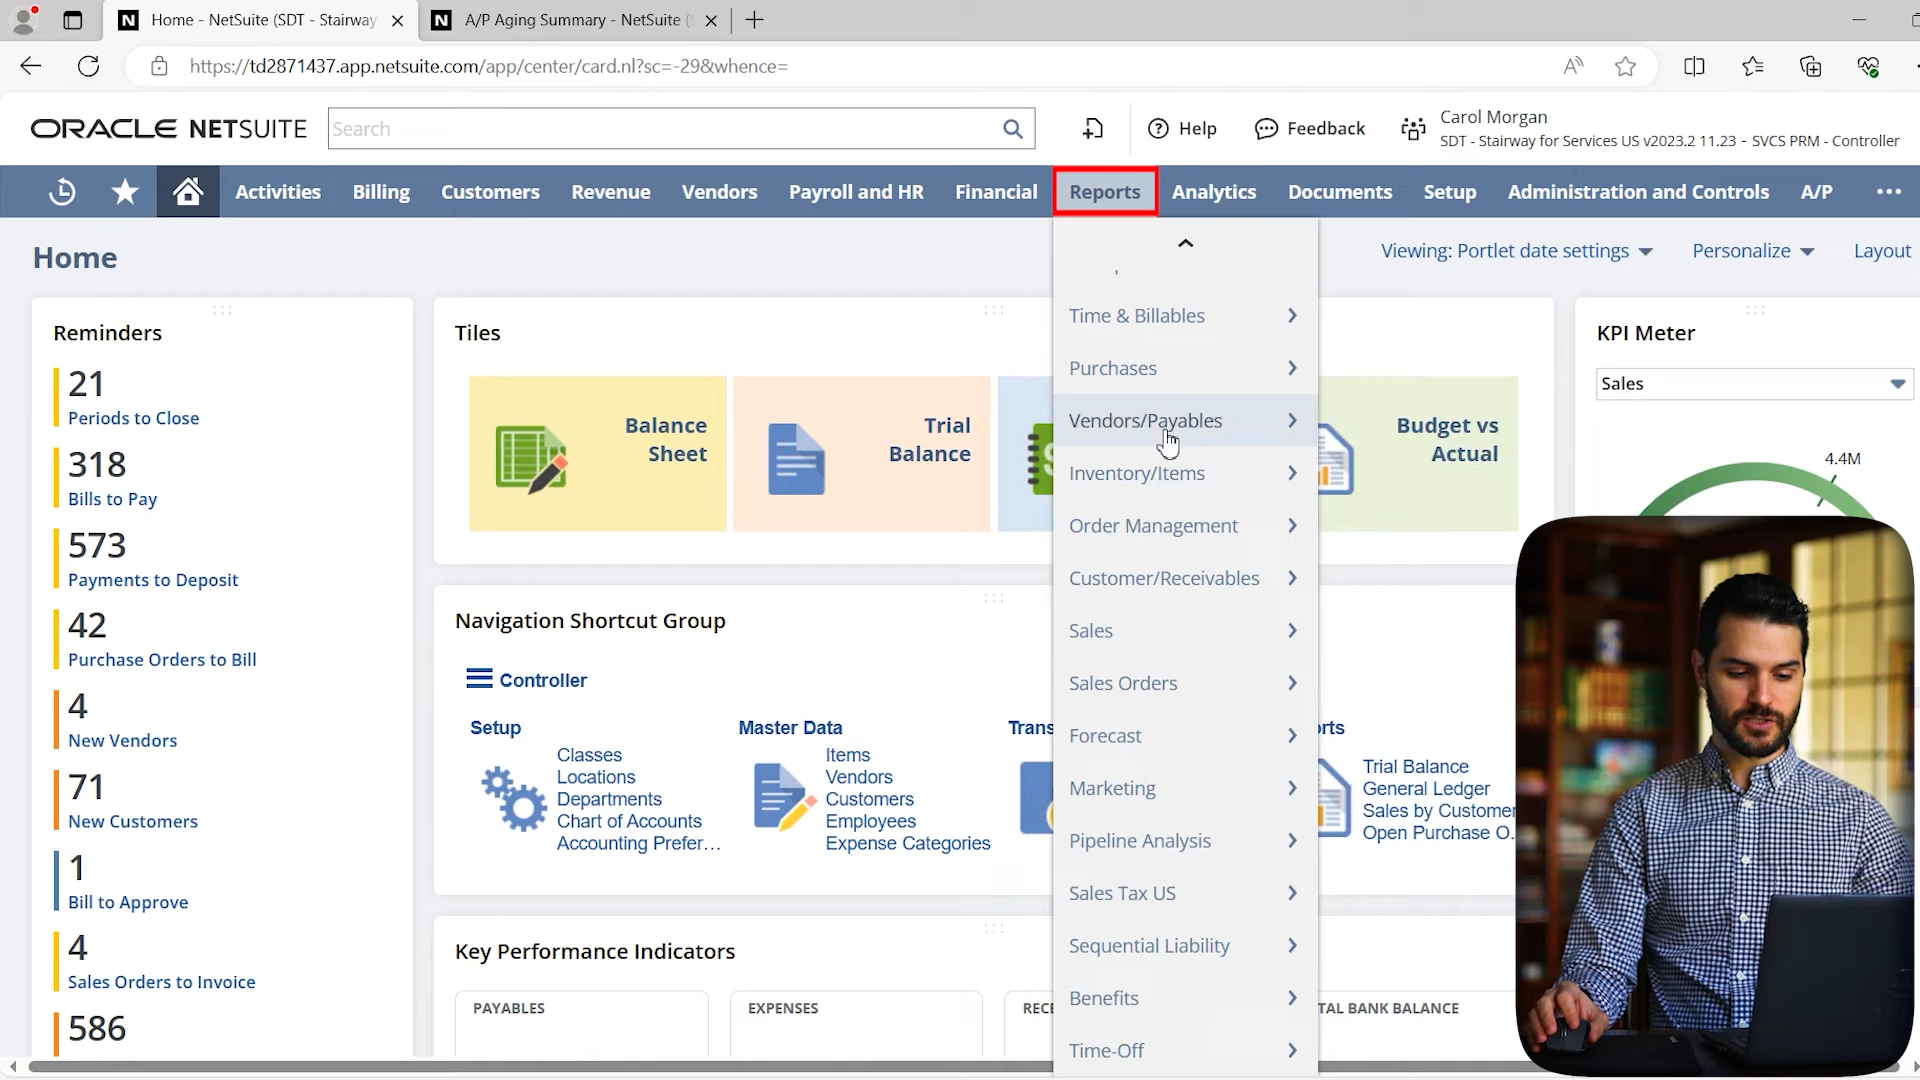 Home - NetSuite (SDT - Stairway
A/P Aging Summary - NetSuite (
https://td2871437.app.netsuite.com/app/center/card.nl?sc=-29&whence=
ORACLE NETSUITE
Search
Help
Feedback
Carol Morgan
SDT - Stairway for Services US v2023.2 11.23 - SVCS PRM - Controller
Activities
Billing
Customers
Revenue
Vendors
Payroll and HR
Financial
Reports
Analytics
Documents
Setup
Administration and Controls
A/P
Home
Viewing: Portlet date settings
Personalize
Layout
Reminders
21
Periods to Close
318
Bills to Pay
573
Payments to Deposit
42
Purchase Orders to Bill
4
New Vendors
71
New Customers
1
Bill to Approve
4
Sales Orders to Invoice
586
Tiles
Balance
Sheet
Trial
Balance
Budget vs
Actual
Navigation Shortcut Group
Controller
Setup
Classes
Locations
Departments
Chart of Accounts
Accounting Prefer...
Master Data
Items
Vendors
Customers
Employees
Expense Categories
Trans
orts
Trial Balance
General Ledger
Sales by Customer
Open Purchase O.
Key Performance Indicators
PAYABLES
EXPENSES
RECE
TAL BANK BALANCE
Time & Billables
Purchases
Vendors/Payables
Inventory/Items
Order Management
Customer/Receivables
Sales
Sales Orders
Forecast
Marketing
Pipeline Analysis
Sales Tax US
Sequential Liability
Benefits
Time-Off
KPI Meter
Sales
4.4M